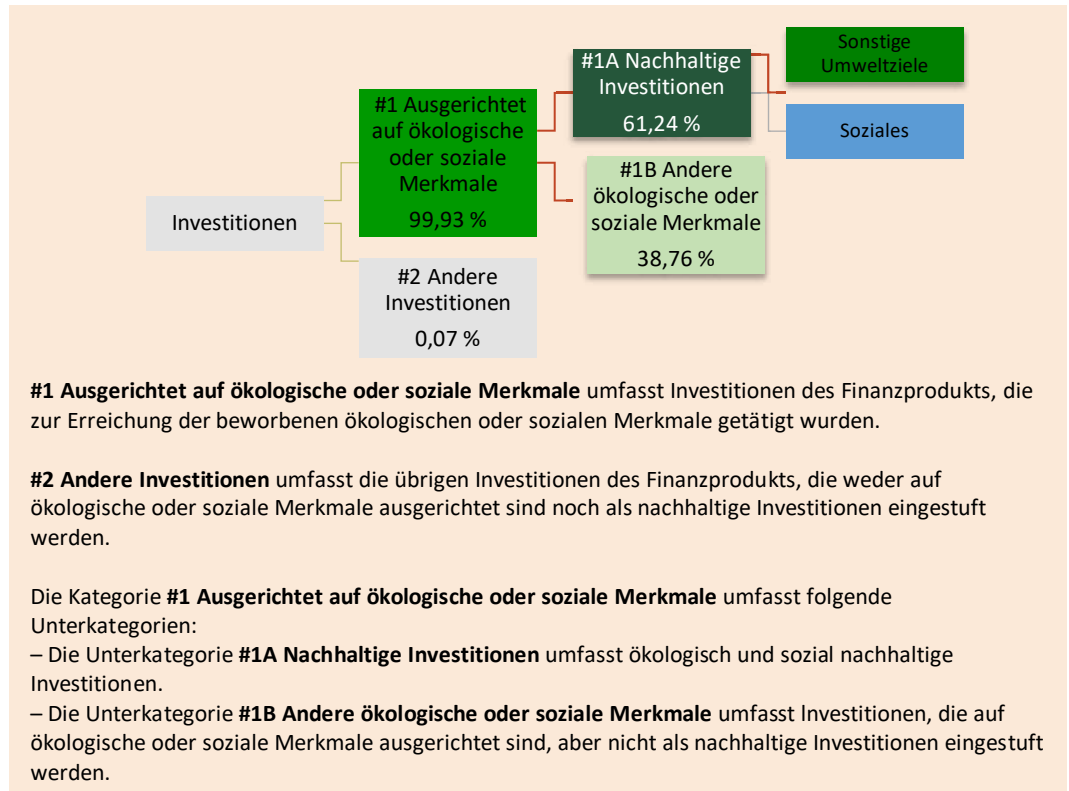 Investitionen
#1 Ausgerichtet
auf ökologische
oder soziale
Merkmale
99,93 %
#2 Andere
Investitionen
0,07 %
#1A Nachhaltige
Investitionen
61,24 %
#1B Andere
ökologische oder
soziale Merkmale
38,76 %
Sonstige
Umweltziele
Soziales
#1 Ausgerichtet auf ökologische oder soziale Merkmale umfasst Investitionen des Finanzprodukts, die
zur Erreichung der beworbenen ökologischen oder sozialen Merkmale getätigt wurden.
#2 Andere Investitionen umfasst die übrigen Investitionen des Finanzprodukts, die weder auf
ökologische oder soziale Merkmale ausgerichtet sind noch als nachhaltige Investitionen eingestuft
werden.
Die Kategorie #1 Ausgerichtet auf ökologische oder soziale Merkmale umfasst folgende
Unterkategorien:
– Die Unterkategorie #1A Nachhaltige Investitionen umfasst ökologisch und sozial nachhaltige
Investitionen.
– Die Unterkategorie #1B Andere ökologische oder soziale Merkmale umfasst Investitionen, die auf
ökologische oder soziale Merkmale ausgerichtet sind, aber nicht als nachhaltige Investitionen eingestuft
werden.